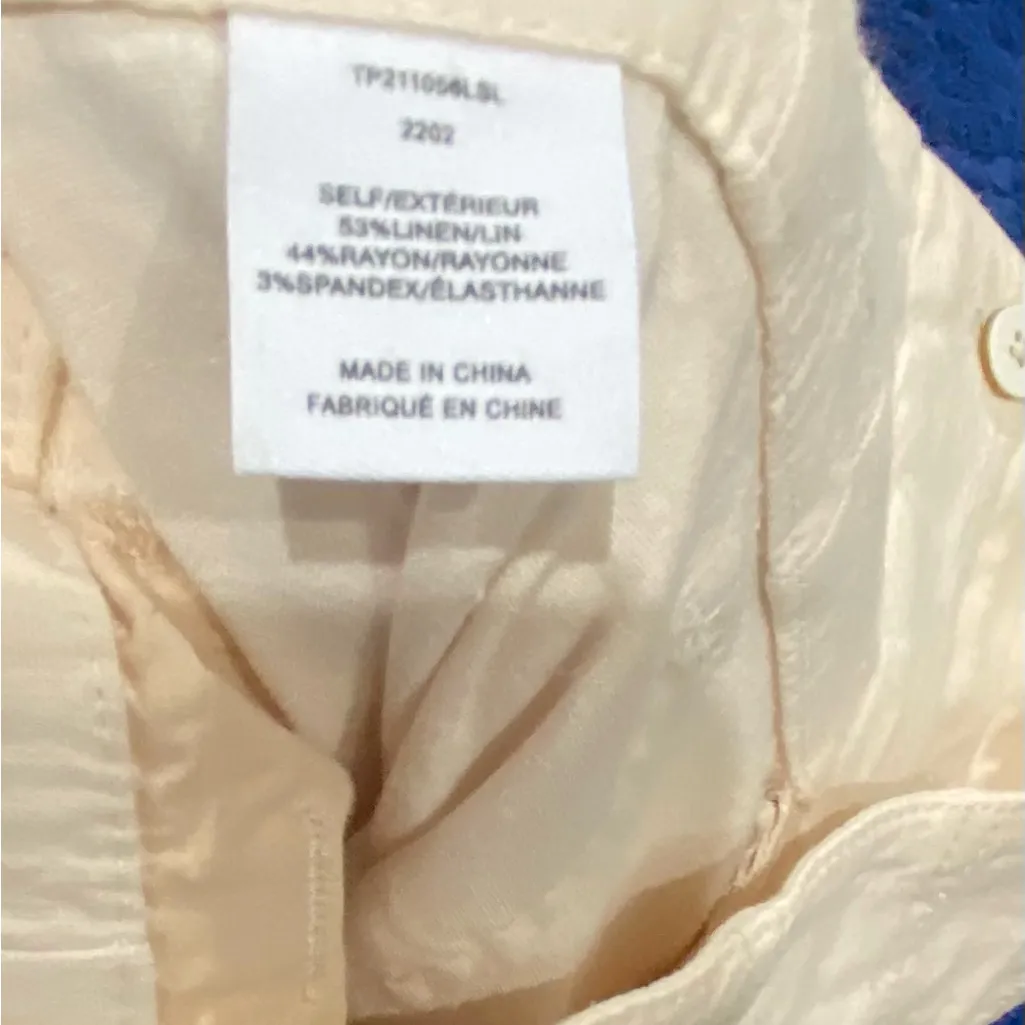 TP211056LSL
2202
SELF/EXTÉRIEUR
53%LINEN/LIN
44%RAYON/RAYONNE
3%SPANDEX/ÉLASTHANNE
MADE IN CHINA
FABRIQUÉ EN CHINE